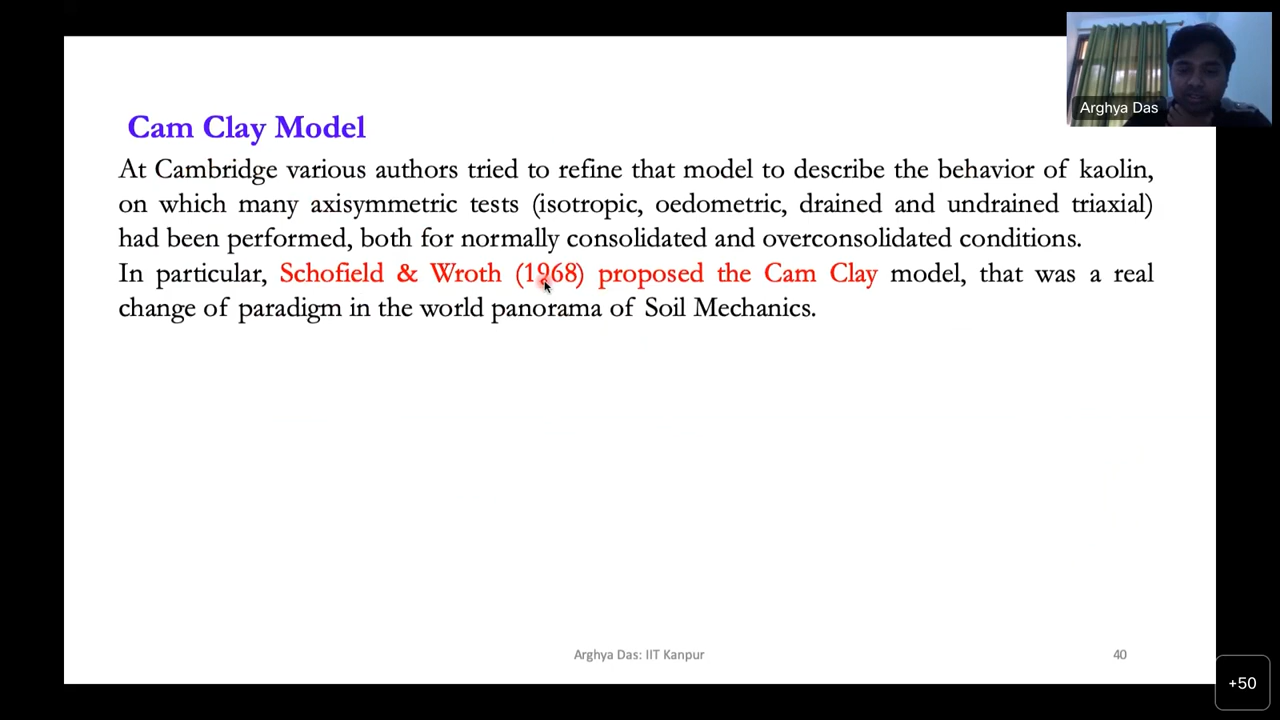 Arghya Das
Cam Clay Model
At Cambridge various authors tried to refine that model to describe the behavior of kaolin,
on which many axisymmetric tests (isotropic, oedometric, drained and undrained triaxial)
had been performed, both for normally consolidated and overconsolidated conditions.
In particular, Schofield & Wroth (1968) proposed the Cam Clay model, that was a real
change of paradigm in the world panorama of Soil Mechanics.
Arghya Das: IIT Kanpur
40
+50